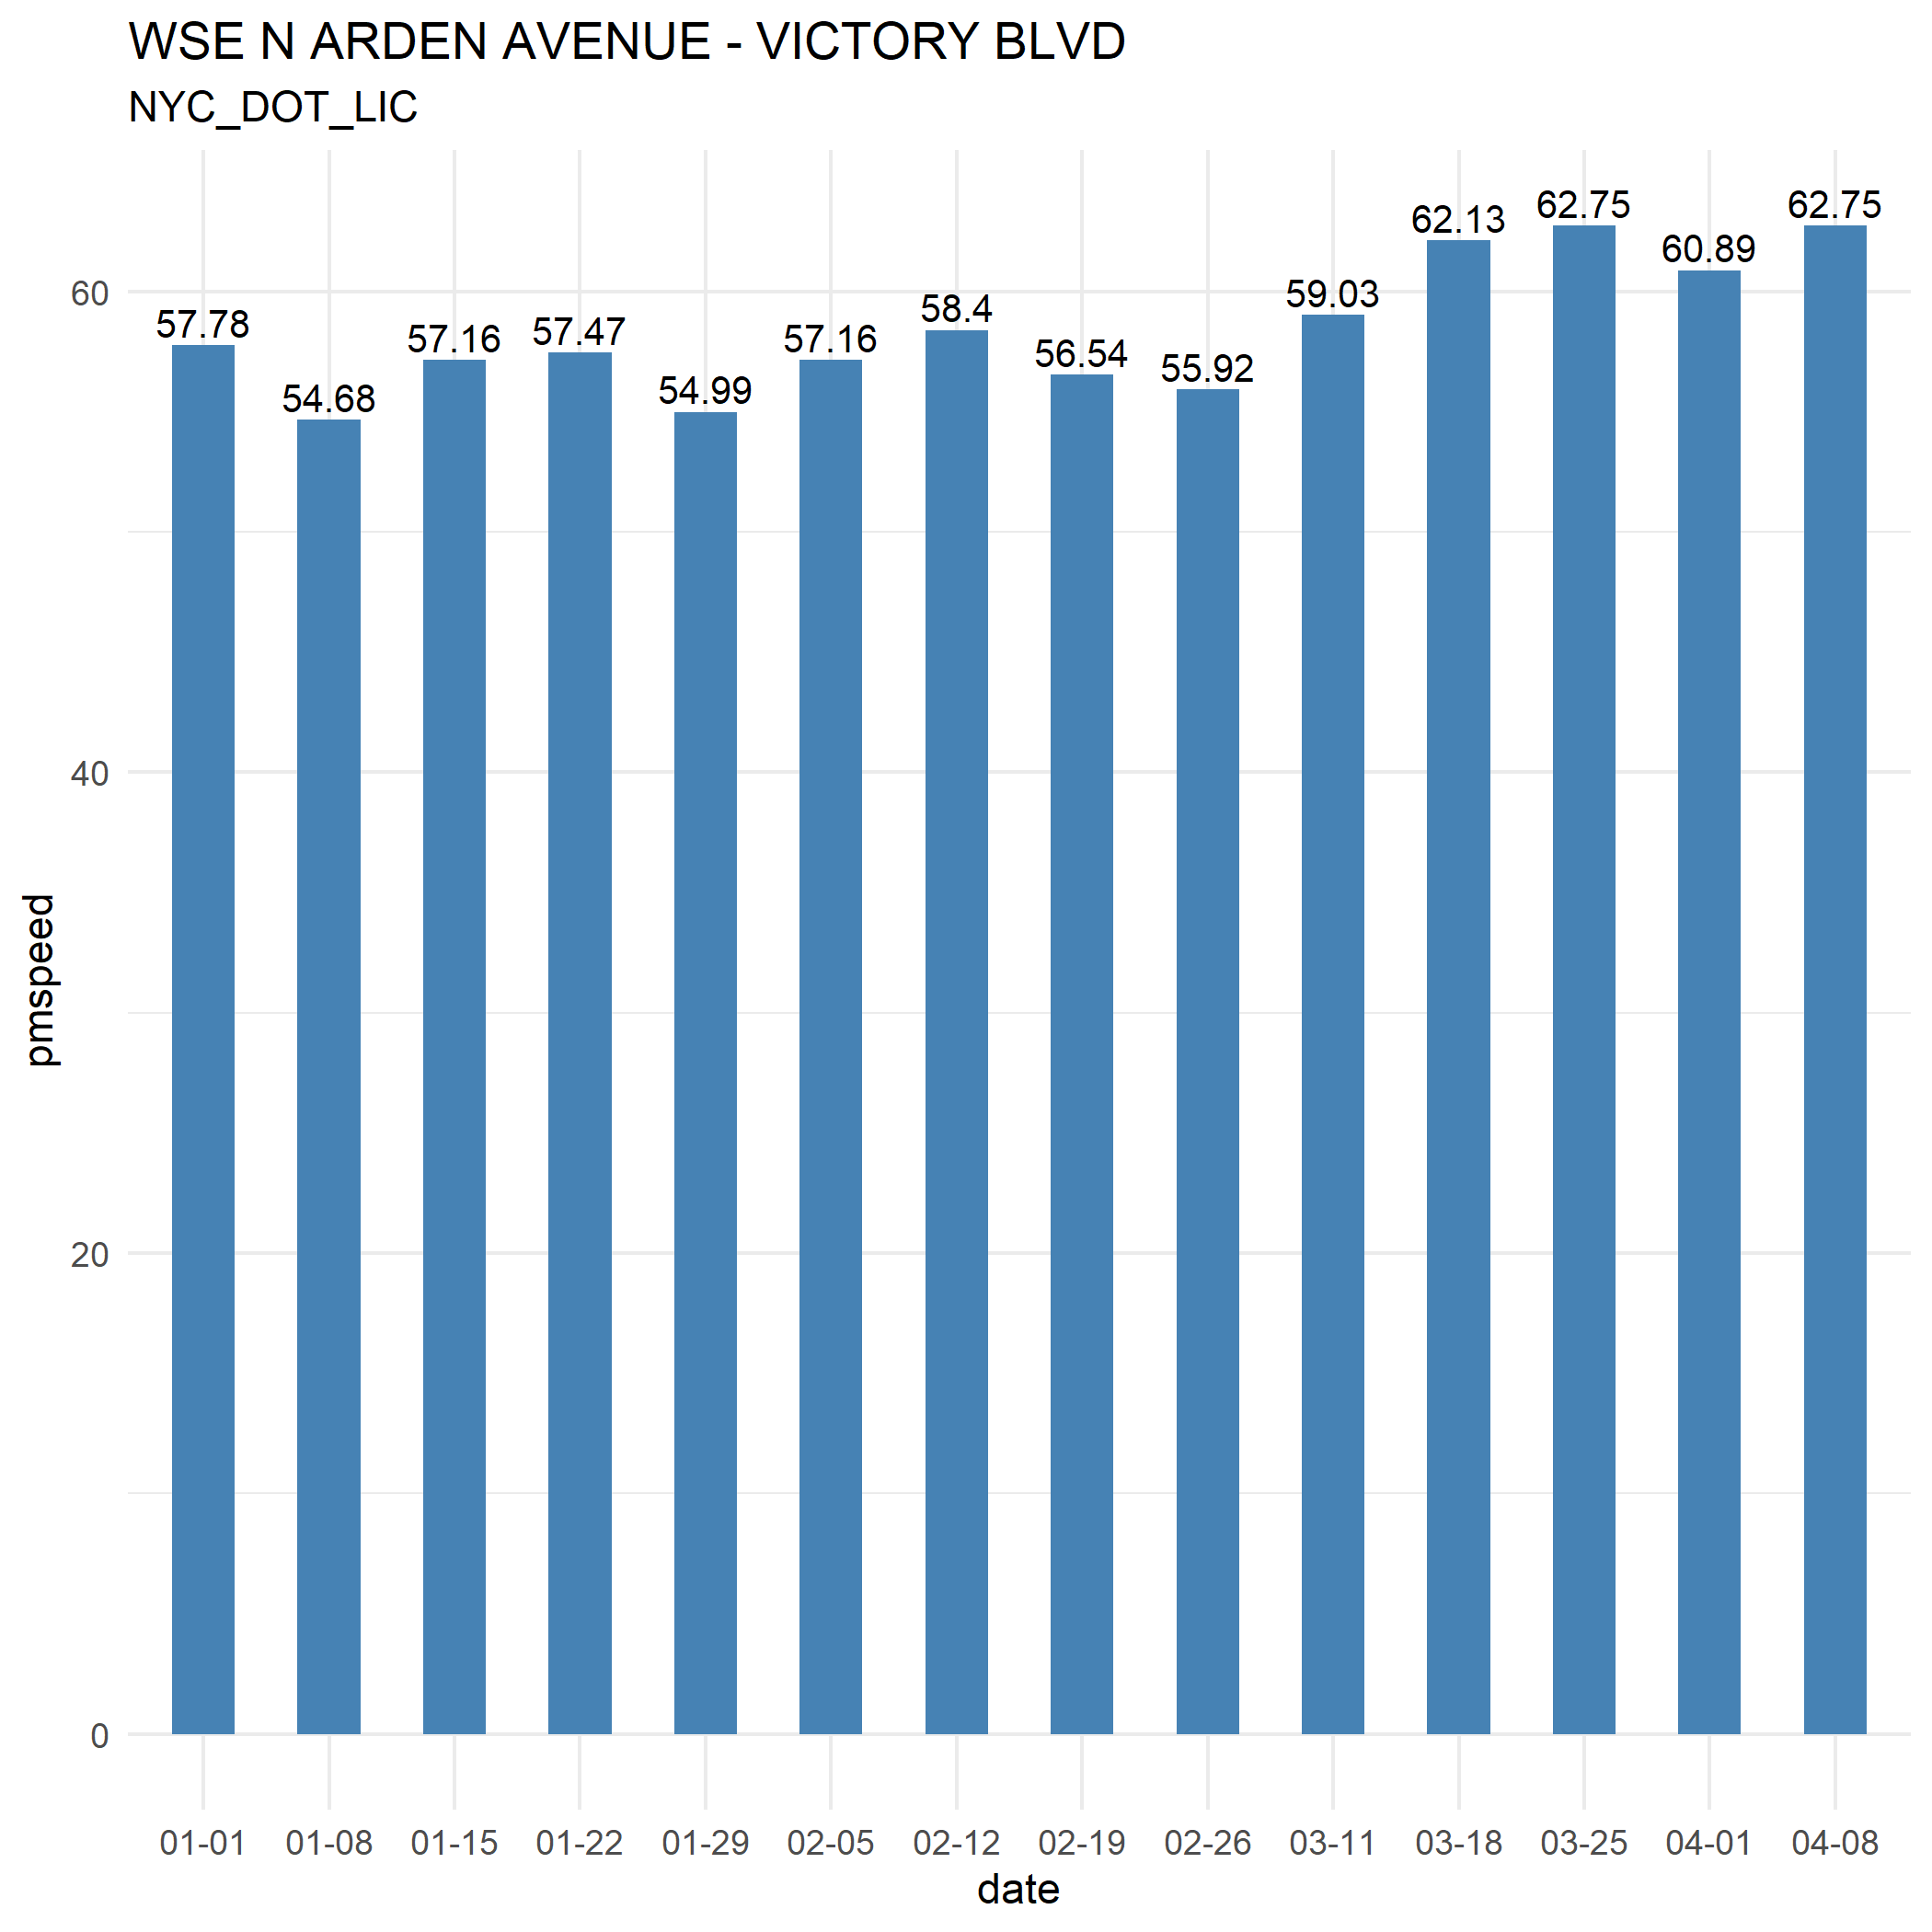 WSE N ARDEN AVENUE - VICTORY BLVD
NYC_DOT_LIC
57.78 54.68 57.16 57.47 54.99 57.16 58.4 56.54 55.92 59.03 62.13 62.75 60.89 62.75
60
40
20
0
pmspeed
01-01 01-08 01-15 01-22 01-29 02-05 02-12 02-19 02-26 03-11 03-18 03-25 04-01 04-08
date